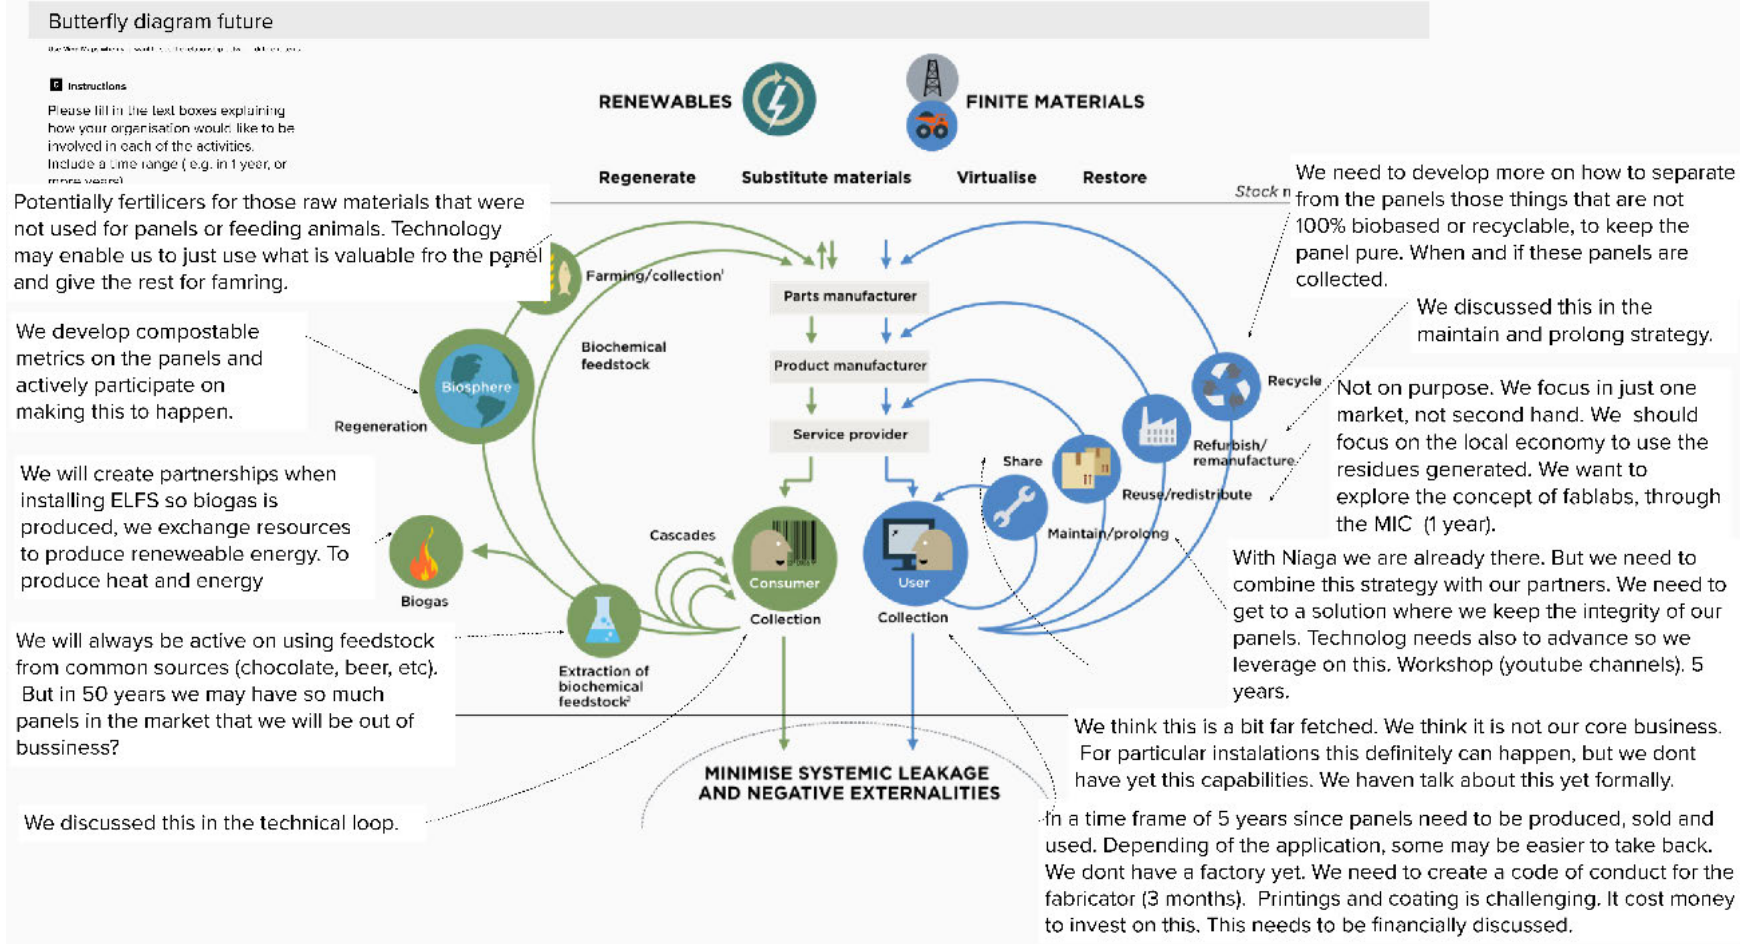 Butterfly diagram future
Instructions
Please fill in the text boxes explaining
how your organisation would like to be
involved in each of the activities.
Include a time range ( e.g. in 1 year, or
more years)
RENEWABLES
FINITE MATERIALS
Regenerate
Substitute materials
Virtualise
Restore
Stock
Potentially fertilicers for those raw materials that were
not used for panels or feeding animals. Technology
may enable us to just use what is valuable fro the panel
and give the rest for famring.
We develop compostable
metrics on the panels and
actively participate on
making this to happen.
We will create partnerships when
installing ELFS so biogas is
produced, we exchange resources
to produce reneweable energy. To
produce heat and energy
We will always be active on using feedstock
from common sources (chocolate, beer, etc).
But in 50 years we may have so much
panels in the market that we will be out of
bussiness?
We discussed this in the technical loop.
Farming/collection¹
Biochemical
feedstock
Biosphere
Regeneration
Biogas
Cascades
Extraction of
biochemical
feedstock²
Parts manufacturer
Product manufacturer
Service provider
Consumer
Collection
User
Collection
Share
Maintain/prolong
Reuse/redistribute
Refurbish/
remanufacture
Recycle
MINIMISE SYSTEMIC LEAKAGE
AND NEGATIVE EXTERNALITIES
We need to develop more on how to separate
from the panels those things that are not
100% biobased or recyclable, to keep the
panel pure. When and if these panels are
collected.
We discussed this in the
maintain and prolong strategy.
Not on purpose. We focus in just one
market, not second hand. We should
focus on the local economy to use the
residues generated. We want to
explore the concept of fablabs, through
the MIC (1 year).
With Niaga we are already there. But we need to
combine this strategy with our partners. We need to
get to a solution where we keep the integrity of our
panels. Technolog needs also to advance so we
leverage on this. Workshop (youtube channels). 5
years.
We think this is a bit far fetched. We think it is not our core business.
For particular instalations this definitely can happen, but we dont
have yet this capabilities. We haven talk about this yet formally.
In a time frame of 5 years since panels need to be produced, sold and
used. Depending of the application, some may be easier to take back.
We dont have a factory yet. We need to create a code of conduct for the
fabricator (3 months). Printings and coating is challenging. It cost money
to invest on this. This needs to be financially discussed.